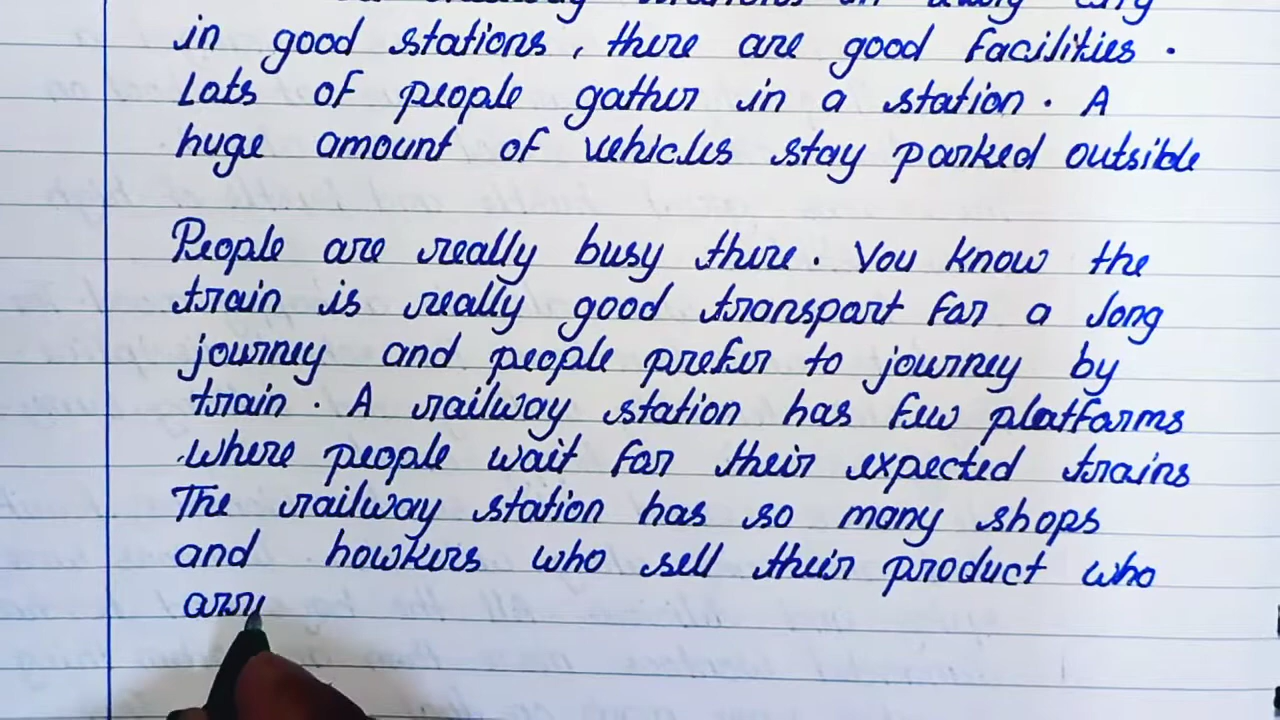 in good stations, there are good facilities.
Lots of people gather in a station. A
huge amount of vehicles stay parked outsible
People are really busy there. You know the
train is really good transport for a long
journey and people prefer to journey by
train. A railway station has few platforms
where people wait for their expected trains
The railway station has so many shops
and howkers who sell their product who